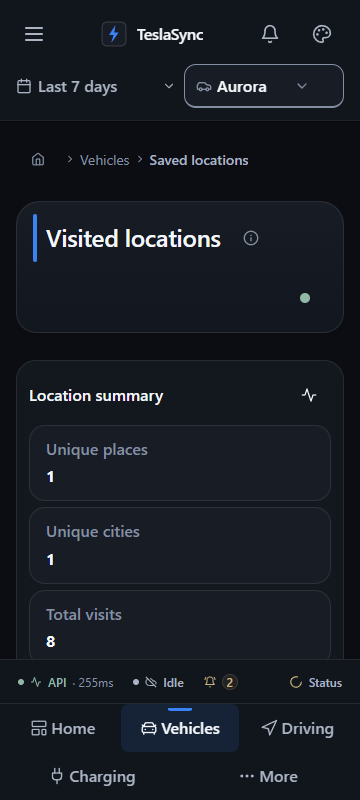 TeslaSync
Last 7 days
Aurora
Vehicles
Saved locations
Visited locations
Location summary
Unique places
1
Unique cities
1
Total visits
8
API · 255ms
Idle
2
Status
Home
Vehicles
Driving
Charging
More